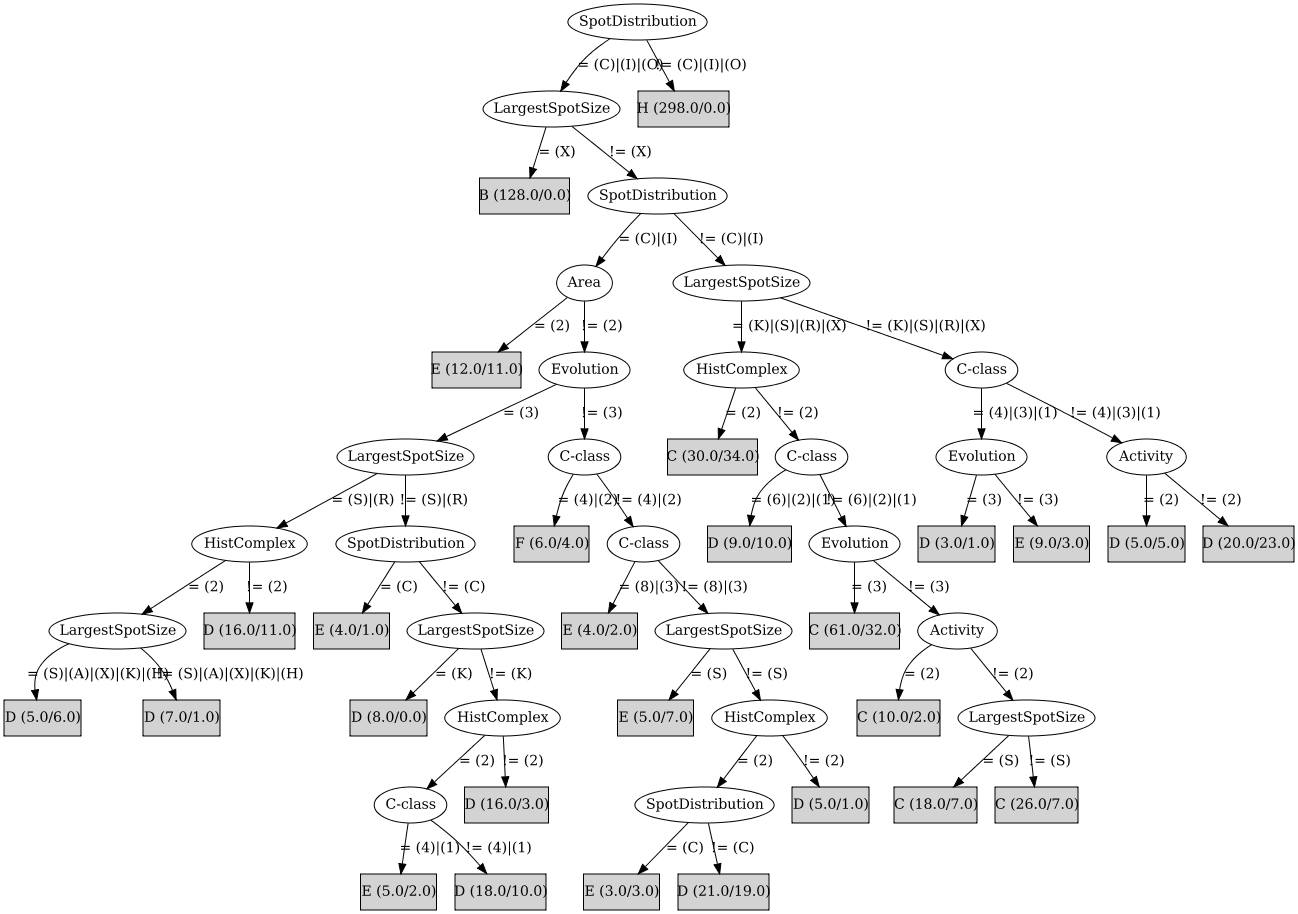 SpotDistribution
= (C)|(I)|(O)
!= (C)|(I)|(O)
LargestSpotSize
H (298.0/0.0)
= (X)
!= (X)
B (128.0/0.0)
SpotDistribution
= (C)|(I)
!= (C)|(I)
Area
LargestSpotSize
= (2)
!= (2)
= (K)|(S)|(R)|(X)
!= (K)|(S)|(R)|(X)
E (12.0/11.0)
Evolution
HistComplex
C-class
= (3)
!= (3)
= (2)
!= (2)
= (4)|(3)|(1)
!= (4)|(3)|(1)
LargestSpotSize
C-class
C (30.0/34.0)
C-class
Evolution
Activity
= (S)|(R)
!= (S)|(R)
= (4)|(2)
!= (4)|(2)
= (6)|(2)|(1)
!= (6)|(2)|(1)
= (3)
!= (3)
= (2)
!= (2)
HistComplex
SpotDistribution
F (6.0/4.0)
C-class
D (9.0/10.0)
Evolution
D (3.0/1.0)
E (9.0/3.0)
D (5.0/5.0)
D (20.0/23.0)
= (2)
!= (2)
= (C)
!= (C)
= (8)|(3)
!= (8)|(3)
= (3)
!= (3)
LargestSpotSize
D (16.0/11.0)
E (4.0/1.0)
LargestSpotSize
E (4.0/2.0)
LargestSpotSize
C (61.0/32.0)
Activity
= (S)|(A)|(X)|(K)|(H)
!= (S)|(A)|(X)|(K)|(H)
= (K)
!= (K)
= (S)
!= (S)
= (2)
!= (2)
D (5.0/6.0)
D (7.0/1.0)
D (8.0/0.0)
HistComplex
E (5.0/7.0)
HistComplex
C (10.0/2.0)
LargestSpotSize
= (2)
!= (2)
= (2)
!= (2)
= (S)
!= (S)
C-class
D (16.0/3.0)
SpotDistribution
D (5.0/1.0)
C (18.0/7.0)
C (26.0/7.0)
= (4)|(1)
!= (4)|(1)
= (C)
!= (C)
E (5.0/2.0)
D (18.0/10.0)
E (3.0/3.0)
D (21.0/19.0)